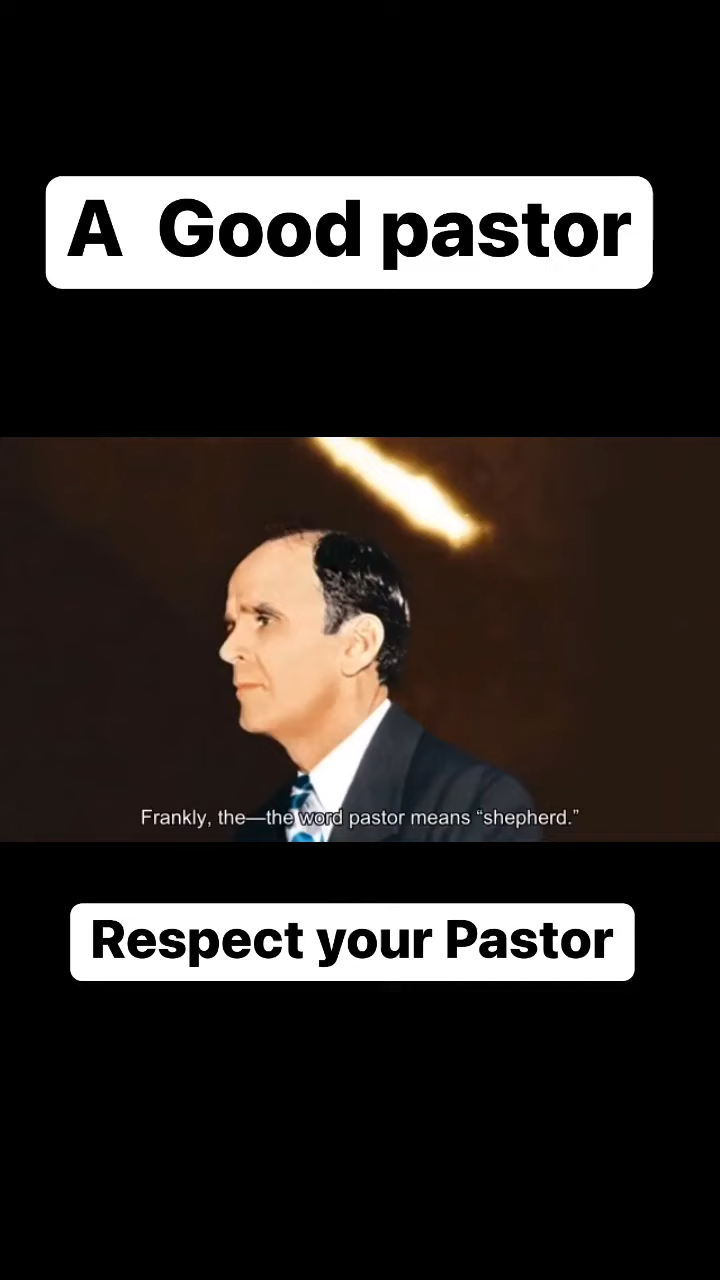 A Good pastor
Frankly, the—the word pastor means “shepherd.”
Respect your Pastor